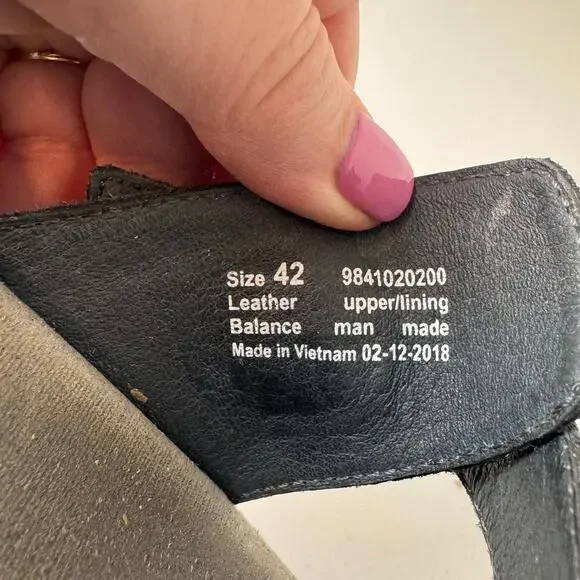 Size 42 9841020200
Leather upper/lining
Balance man made
Made in Vietnam 02-12-2018